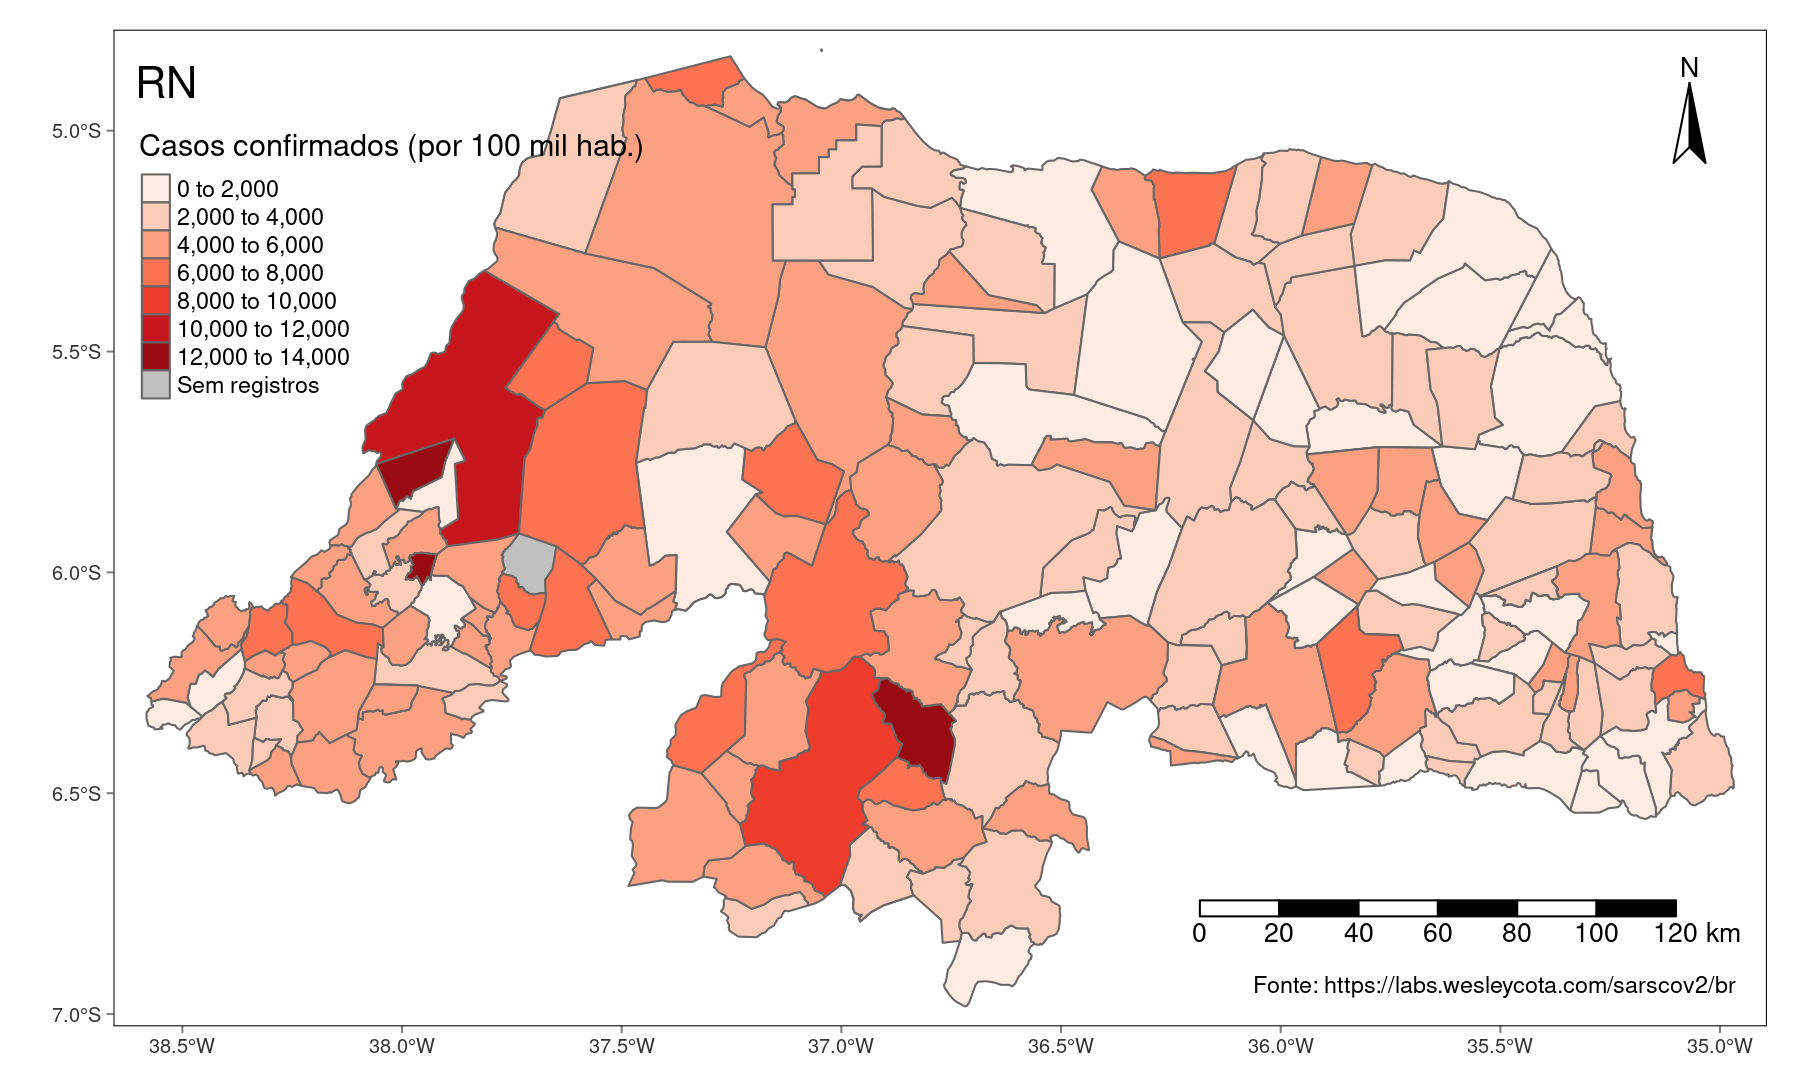 RN
N
Casos confirmados (por 100 mil hab.)
0 to 2,000
2,000 to 4,000
4,000 to 6,000
6,000 to 8,000
8,000 to 10,000
10,000 to 12,000
12,000 to 14,000
Sem registros
5.0°S
5.5°S
6.0°S
6.5°S
7.0°S
0 20 40 60 80 100 120 km
Fonte: https://labs.wesleycota.com/sarscov2/br
38.5°W 38.0°W 37.5°W 37.0°W 36.5°W 36.0°W 35.5°W 35.0°W